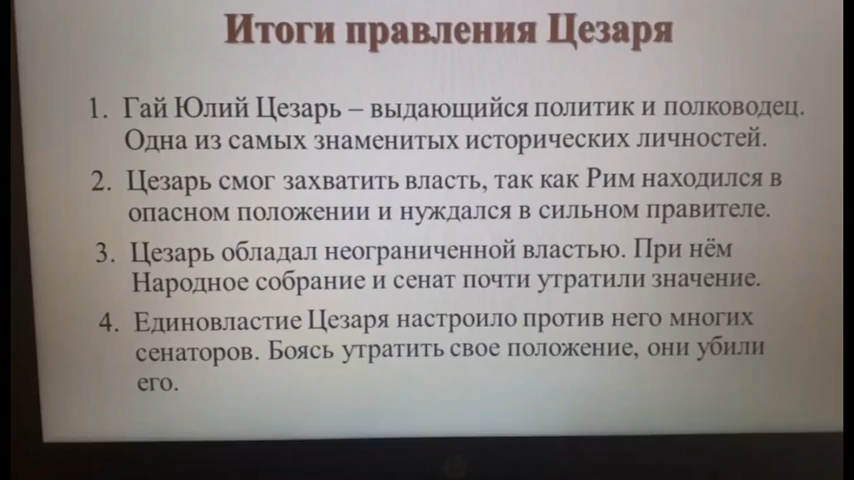 Итоги правления Цезаря
1. Гай Юлий Цезарь – выдающийся политик и полководец.
Одна из самых знаменитых исторических личностей.
2. Цезарь смог захватить власть, так как Рим находился в
опасном положении и нуждался в сильном правителе.
3. Цезарь обладал неограниченной властью. При нём
Народное собрание и сенат почти утратили значение.
4. Единовластие Цезаря настроило против него многих
сенаторов. Боясь утратить свое положение, они убили
его.